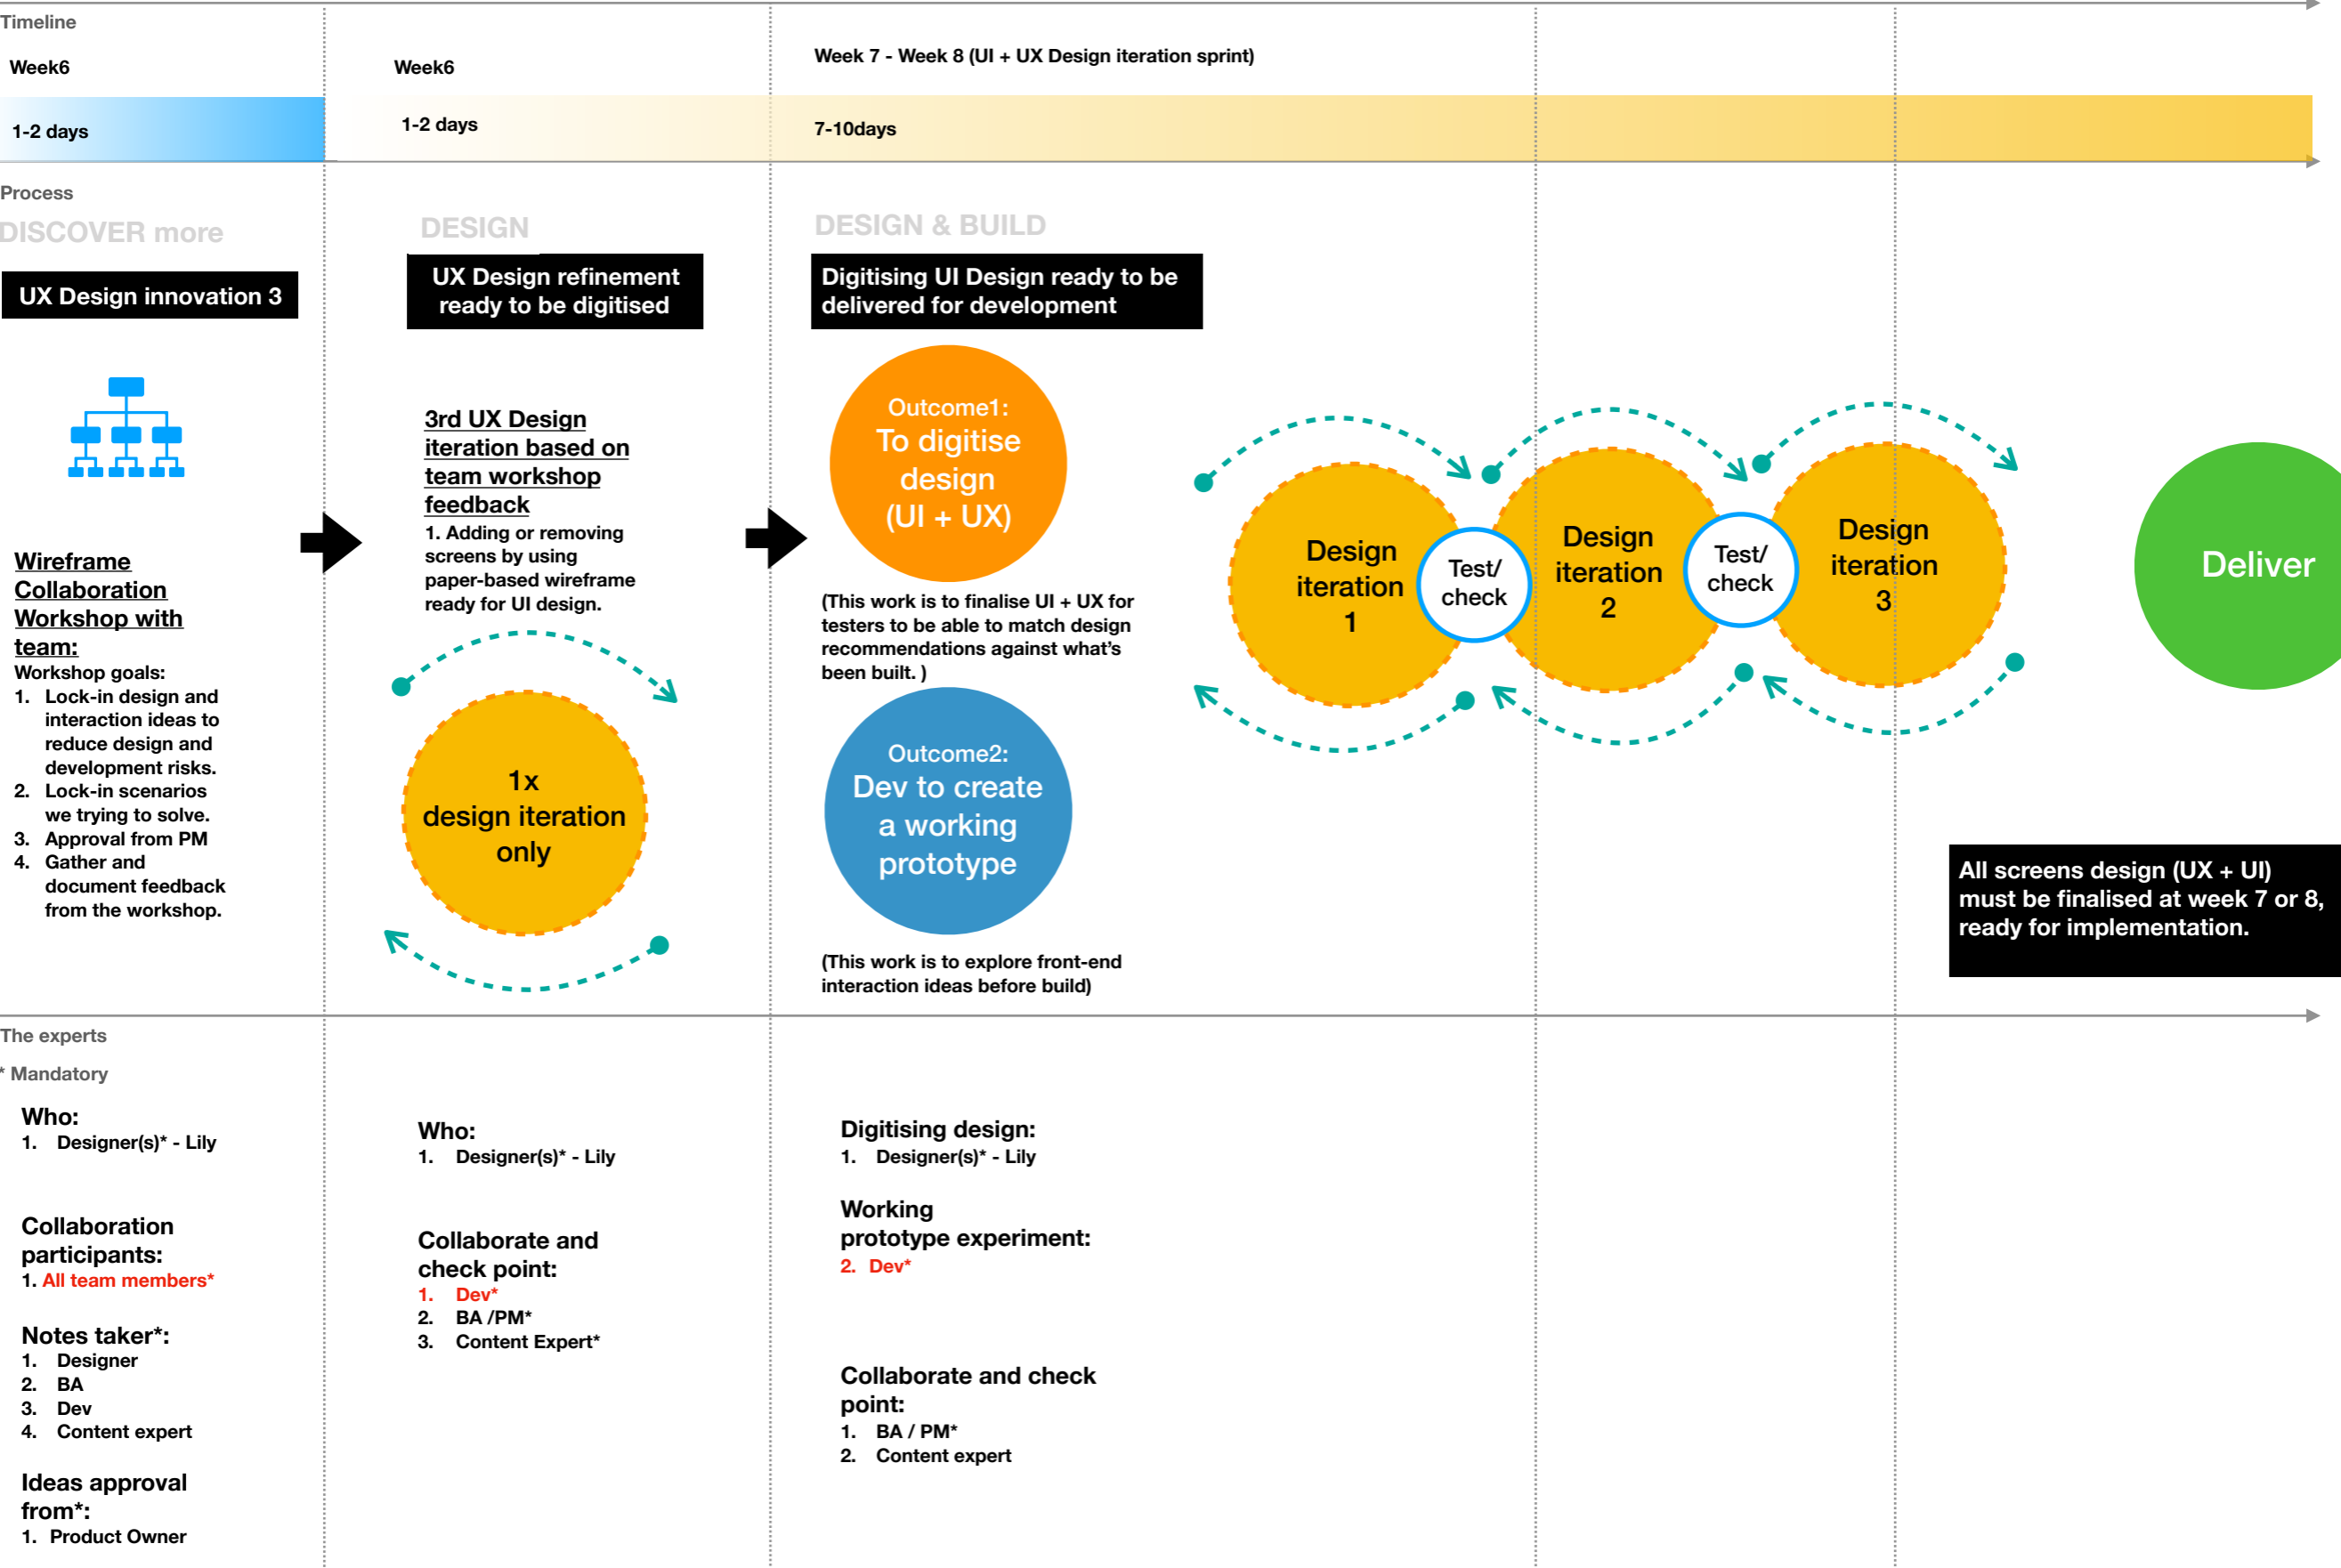 Timeline
Week6
Week6
Week 7 - Week 8 (UI + UX Design iteration sprint)
1-2 days
1-2 days
7-10days
Process
DISCOVER more
UX Design innovation 3
Wireframe
Collaboration
Workshop with
team:
Workshop goals:
1. Lock-in design and
interaction ideas to
reduce design and
development risks.
2. Lock-in scenarios
we trying to solve.
3. Approval from PM
4. Gather and
document feedback
from the workshop.
DESIGN
UX Design refinement
ready to be digitised
3rd UX Design
iteration based on
team workshop
feedback
1. Adding or removing
screens by using
paper-based wireframe
ready for UI design.
1x
design iteration
only
DESIGN & BUILD
Digitising UI Design ready to be
delivered for development
Outcome1:
To digitise
design
(UI + UX)
(This work is to finalise UI + UX for
testers to be able to match design
recommendations against what's
been built. )
Outcome2:
Dev to create
a working
prototype
(This work is to explore front-end
interaction ideas before build)
Design
iteration
1
Test/
check
Design
iteration
2
Test/
check
Design
iteration
3
Deliver
All screens design (UX + UI)
must be finalised at week 7 or 8,
ready for implementation.
The experts
* Mandatory
Who:
1. Designer(s)* - Lily
Collaboration
participants:
1. All team members*
Notes taker*:
1. Designer
2. BA
3. Dev
4. Content expert
Ideas approval
from*:
1. Product Owner
Who:
1. Designer(s)* - Lily
Collaborate and
check point:
1. Dev*
2. BA /PM*
3. Content Expert*
Digitising design:
1. Designer(s)* - Lily
Working
prototype experiment:
2. Dev*
Collaborate and check
point:
1. BA / PM*
2. Content expert